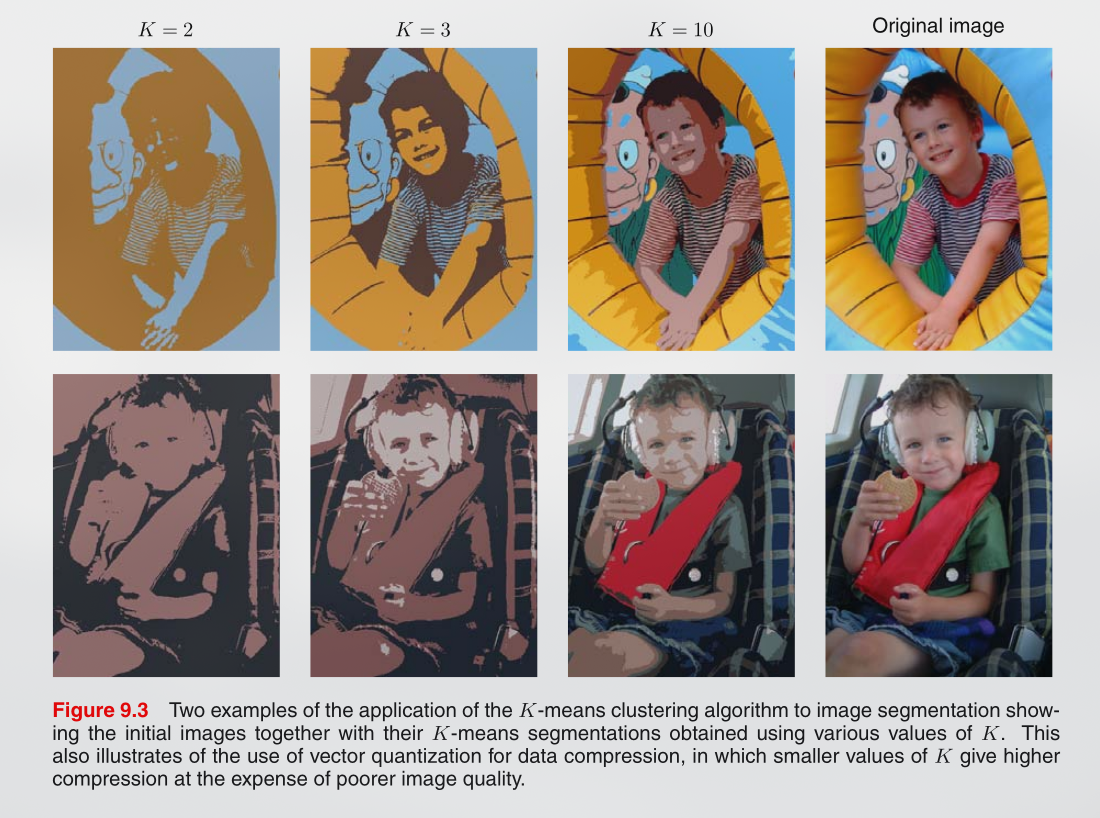 K = 2
K = 3
K = 10
Original image
Figure 9.3 Two examples of the application of the K-means clustering algorithm to image segmentation show-
ing the initial images together with their K-means segmentations obtained using various values of K. This
also illustrates of the use of vector quantization for data compression, in which smaller values of K give higher
compression at the expense of poorer image quality.